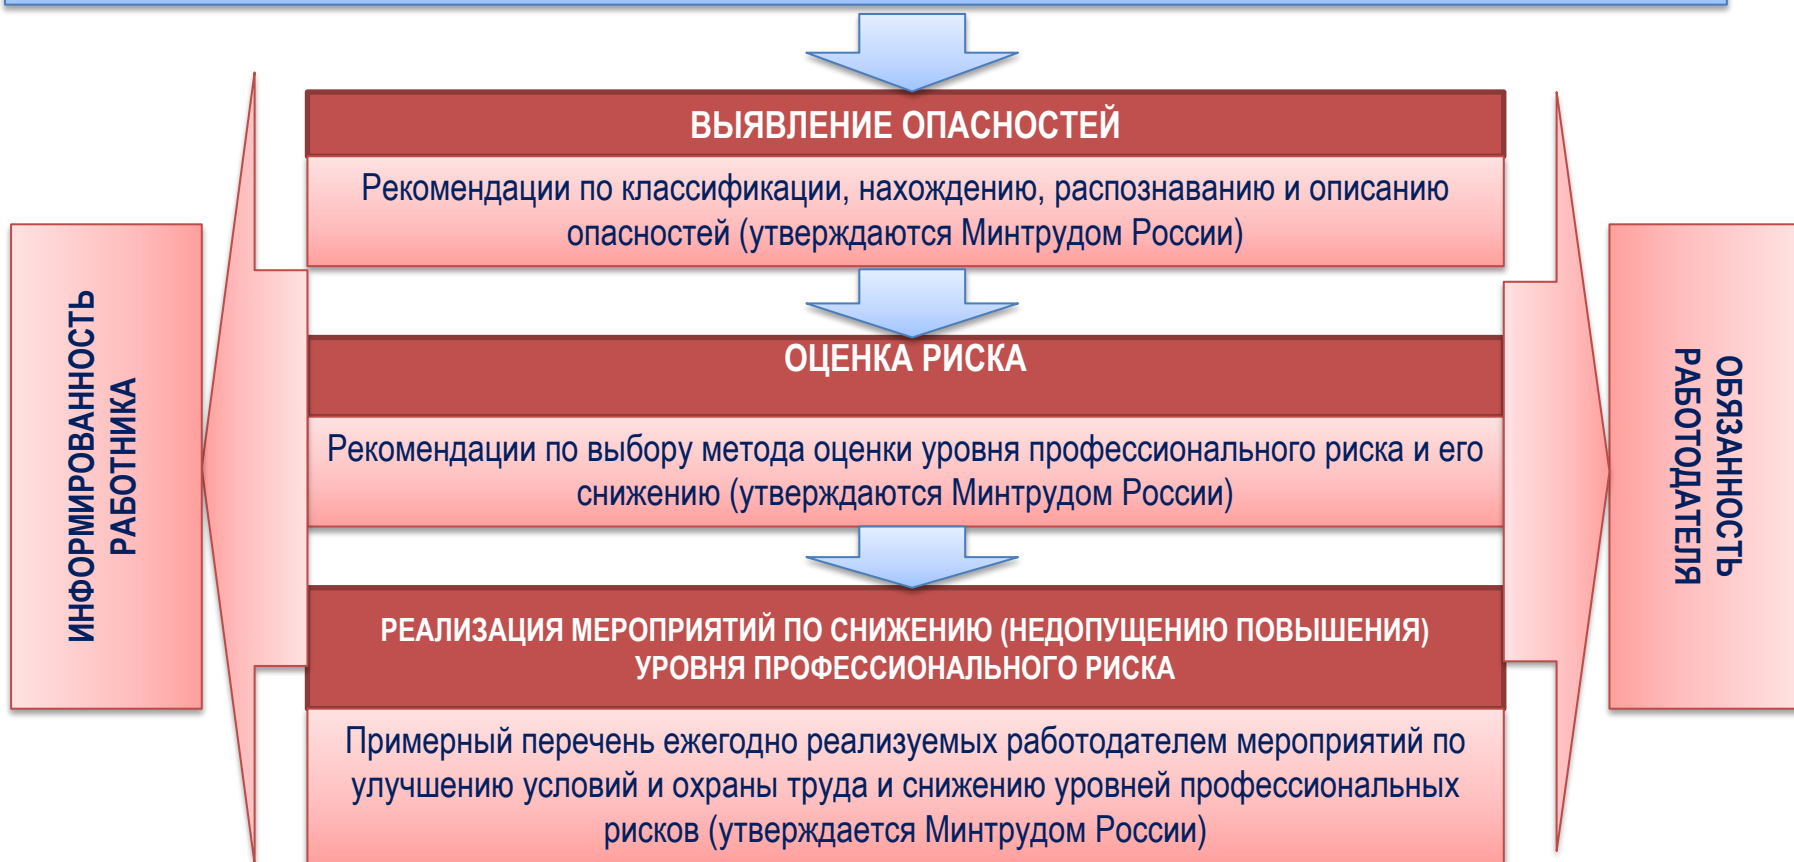 ВЫЯВЛЕНИЕ ОПАСНОСТЕЙ
Рекомендации по классификации, нахождению, распознаванию и описанию
опасностей (утверждаются Минтрудом России)
ИНФОРМИРОВАННОСТЬ
РАБОТНИКА
ОЦЕНКА РИСКА
Рекомендации по выбору метода оценки уровня профессионального риска и его
снижению (утверждаются Минтрудом России)
ОБЯЗАННОСТЬ
РАБОТОДАТЕЛЯ
РЕАЛИЗАЦИЯ МЕРОПРИЯТИЙ ПО СНИЖЕНИЮ (НЕДОПУЩЕНИЮ ПОВЫШЕНИЯ)
УРОВНЯ ПРОФЕССИОНАЛЬНОГО РИСКА
Примерный перечень ежегодно реализуемых работодателем мероприятий по
улучшению условий и охраны труда и снижению уровней профессиональных
рисков (утверждается Минтрудом России)